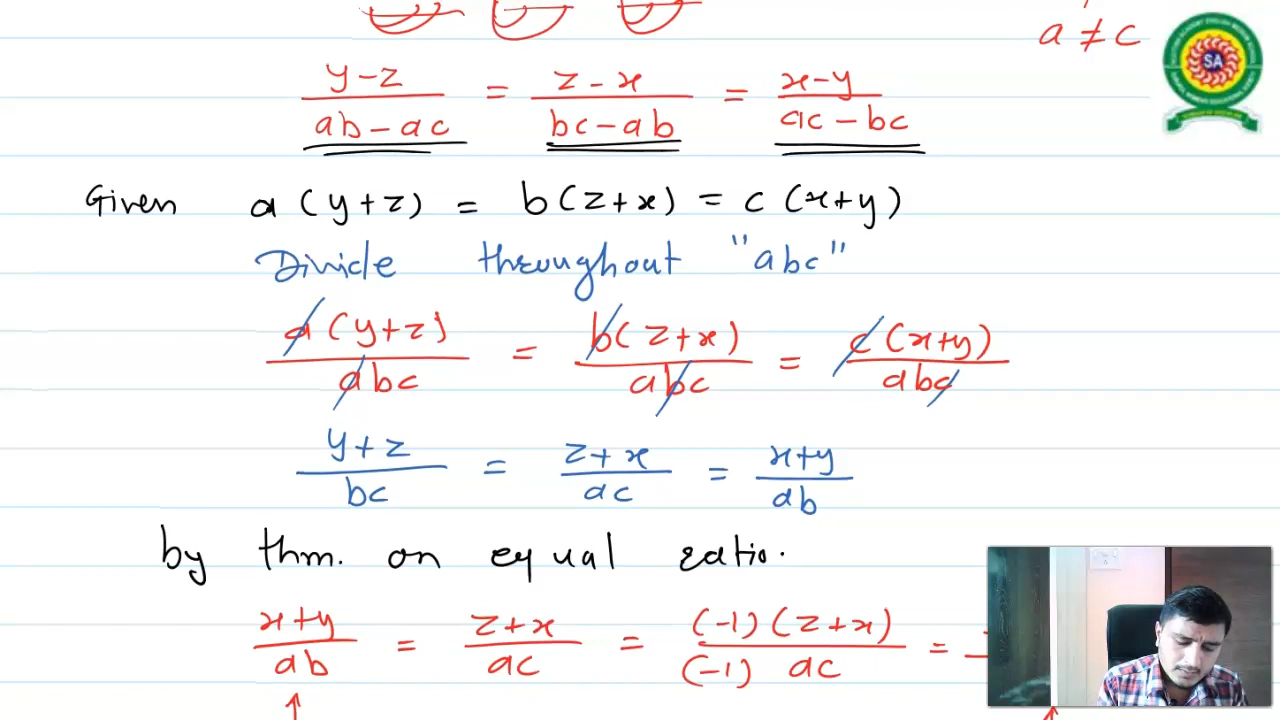 a ≠ c
y-z/ab-ac = z-x/bc-ab = x-y/ac-bc
Given a(y+z) = b(z+x) = c(x+y)
Divide throughout "abc"
a(y+z)/abc = b(z+x)/abc = c(x+y)/abc
y+z/bc = z+x/ac = x+y/ab
by thm. on equal ratio.
x+y/ab = z+x/ac = (-1)(z+x)/(-1) ac =
SA